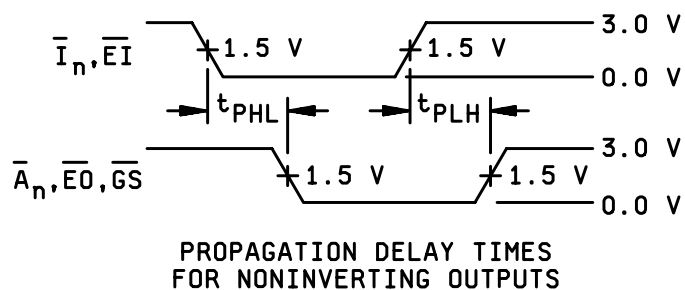 I̅n,E̅I̅
1.5 V
1.5 V
3.0 V
0.0 V
tPHL
tPLH
A̅n,E̅O̅,G̅S̅
1.5 V
1.5 V
3.0 V
0.0 V
PROPAGATION DELAY TIMES
FOR NONINVERTING OUTPUTS